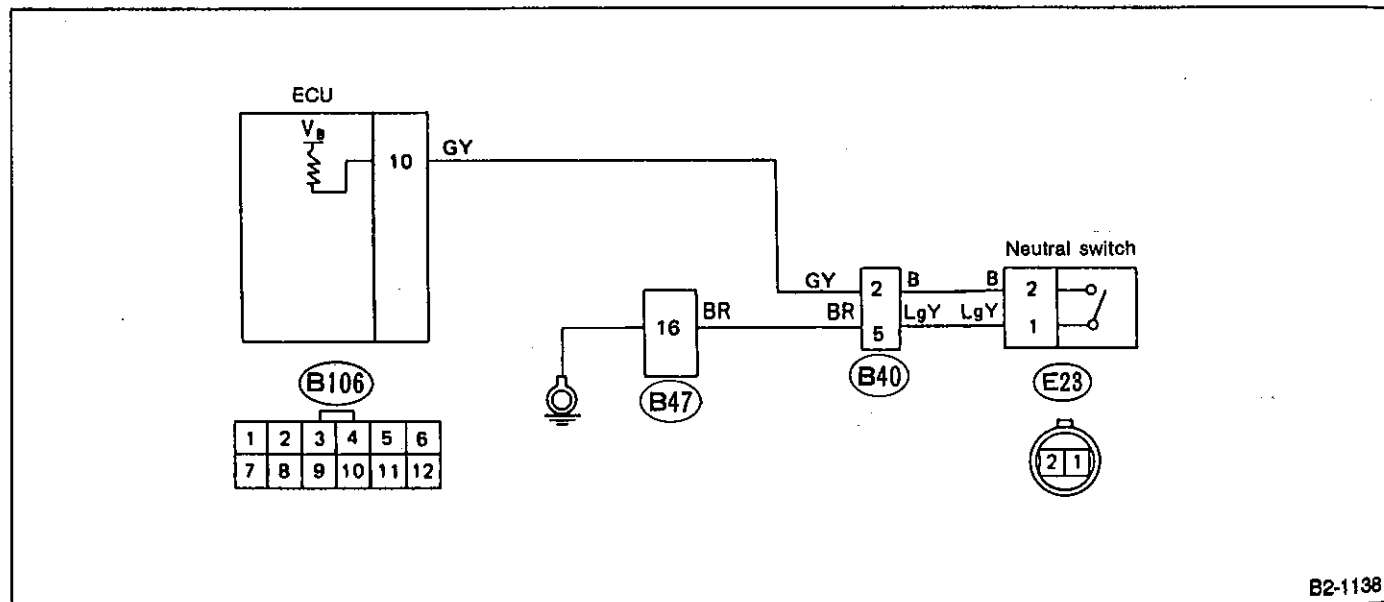 ECU
VB
10
GY
Neutral switch
GY 2 B B 2
16 BR BR 5 LgY LgY 1
B106
B47
B40
E23
1 2 3 4 5 6
7 8 9 10 11 12
2 1
B2-1138